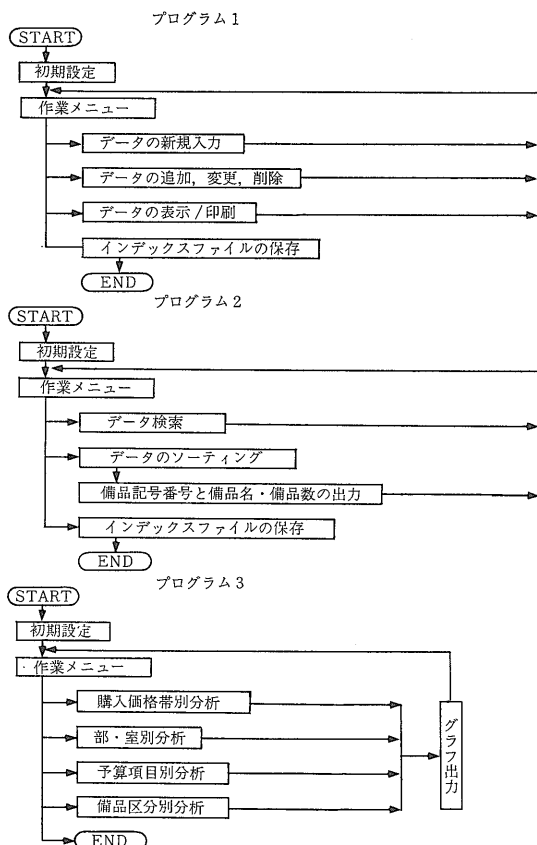 プログラム1
START
初期設定
作業メニュー
データの新規入力
データの追加,変更,削除
データの表示/印刷
インデックスファイルの保存
END
プログラム2
START
初期設定
作業メニュー
データ検索
データのソーティング
備品記号番号と備品名・備品数の出力
インデックスファイルの保存
END
プログラム3
START
初期設定
作業メニュー
購入価格帯別分析
部・室別分析
予算項目別分析
備品区分別分析
グラフ出力
END